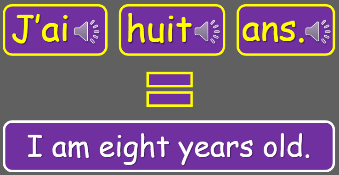 J'ai huit ans.
=
I am eight years old.